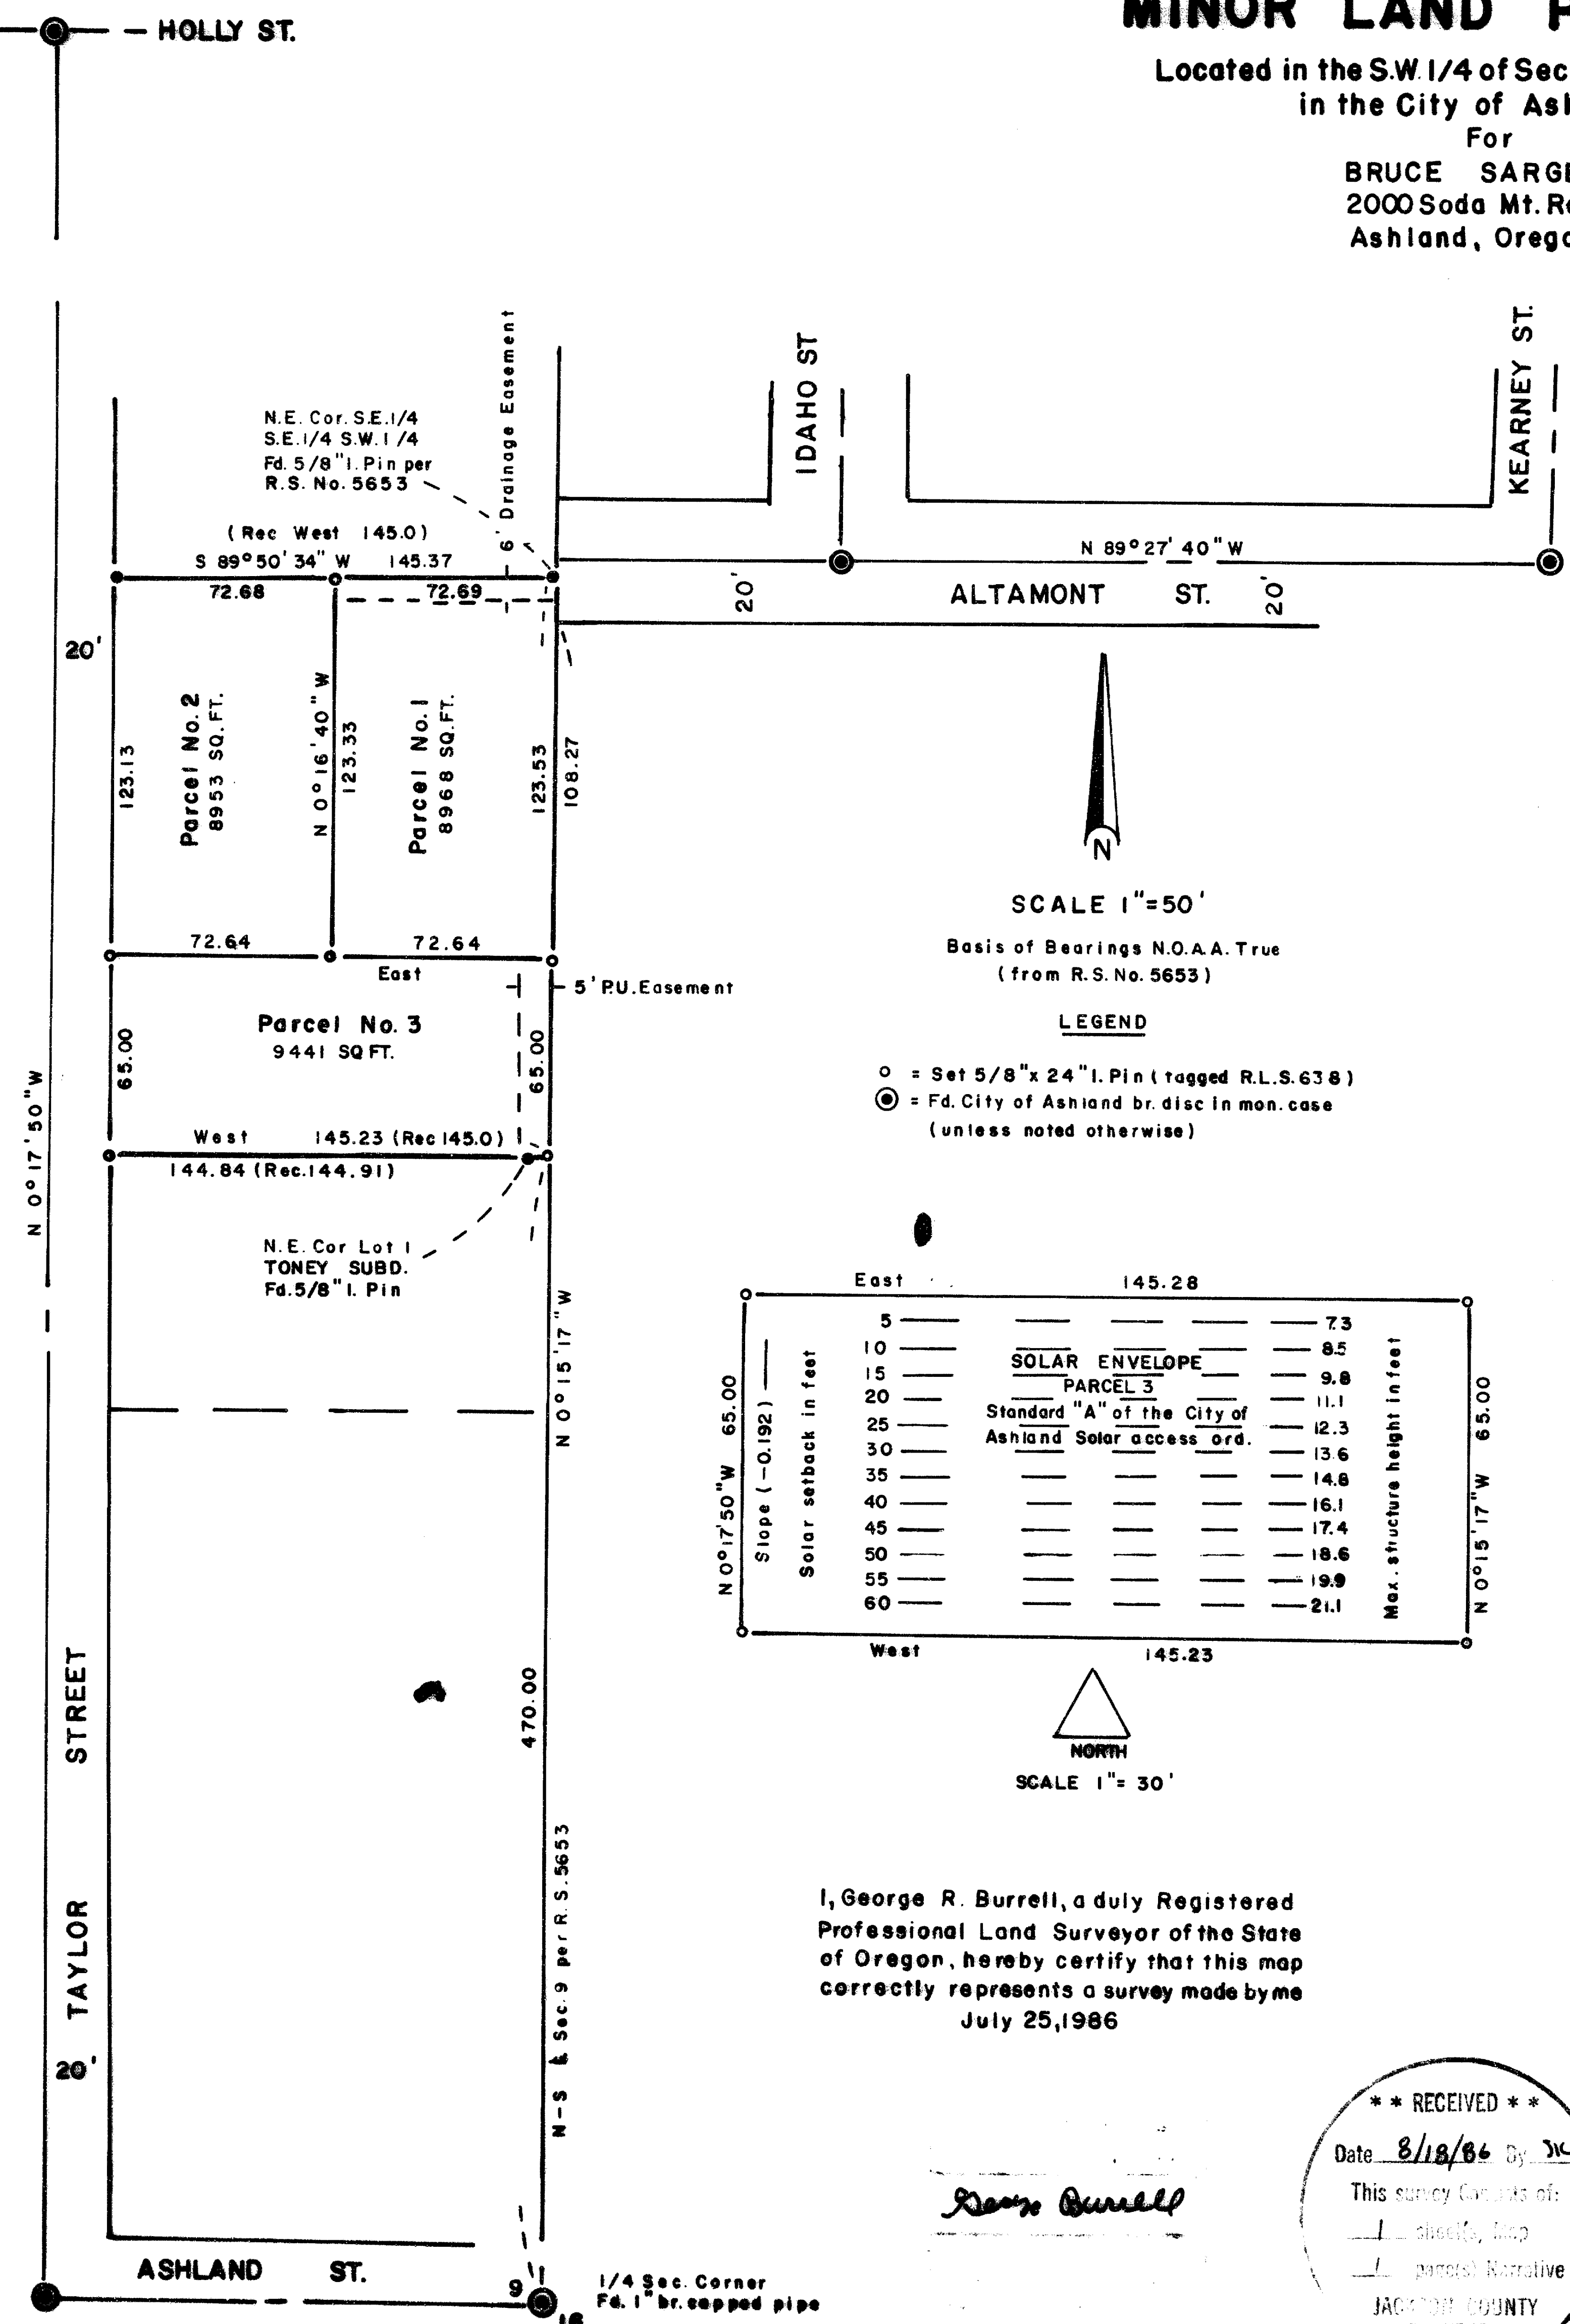 HOLLY ST.
MINOR LAND P
Located in the S.W. 1/4 of Sec
in the City of Ash
For
BRUCE SARGE
2000 Soda Mt. Ro
Ashland, Orego
IDAHO ST
KEARNEY ST.
6' Drainage Easement
N.E. Cor. S.E. 1/4
S.E. 1/4 S.W. 1/4
Fd. 5/8" I. Pin per
R.S. No. 5653
(Rec West 145.0)
S 89°50'34" W 145.37
72.68
72.69
N 89°27'40" W
ALTAMONT ST.
20'
20'
20'
Parcel No. 2
8953 SQ. FT.
123.13
N 0°16'40" W
123.33
Parcel No. 1
8968 SQ. FT.
123.53
108.27
N
SCALE 1"=50'
Basis of Bearings N.O.A.A. True
(from R.S. No. 5653)
72.64
72.64
East
5' P.U. Easement
Parcel No. 3
9441 SQ FT.
65.00
65.00
West 145.23 (Rec 145.0)
144.84 (Rec. 144.91)
LEGEND
= Set 5/8" x 24" I. Pin (tagged R.L.S. 638)
= Fd. City of Ashland br. disc in mon. case
(unless noted otherwise)
N 0°17'50" W
N.E. Cor Lot 1
TONEY SUBD.
Fd. 5/8" I. Pin
N 0°15'17" W
East 145.28
N 0°17'50" W 65.00
Slope (-0.192)
Solar setback in feet
5 7.3
10 8.5
SOLAR ENVELOPE
15 9.8
PARCEL 3
20 11.1
Standard "A" of the City of
25 12.3
Ashland Solar access ord.
30 13.6
35 14.8
40 16.1
45 17.4
50 18.6
55 19.9
60 21.1
Max. structure height in feet
N 0°15'17" W 65.00
West 145.23
NORTH
SCALE 1"= 30'
470.00
TAYLOR STREET
20'
N-S ℄ Sec. 9 per R.S. 5653
I, George R. Burrell, a duly Registered
Professional Land Surveyor of the State
of Oregon, hereby certify that this map
correctly represents a survey made by me
July 25, 1986
George Burrell
* * RECEIVED * *
Date 8/18/86 By
This survey Consists of:
1 sheet(s) Map
1 page(s) Narrative
JACKSON COUNTY
ASHLAND ST.
9
16
1/4 Sec. Corner
Fd. 1" br. capped pipe